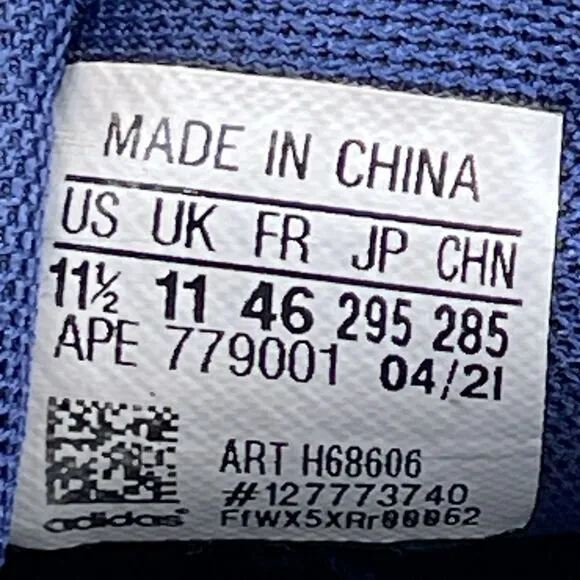 MADE IN CHINA
US UK FR JP CHN
11½ 11 46 295 285
APE 779001 04/21
ART H68606
#127773740
adidas FfWX5XRr00062